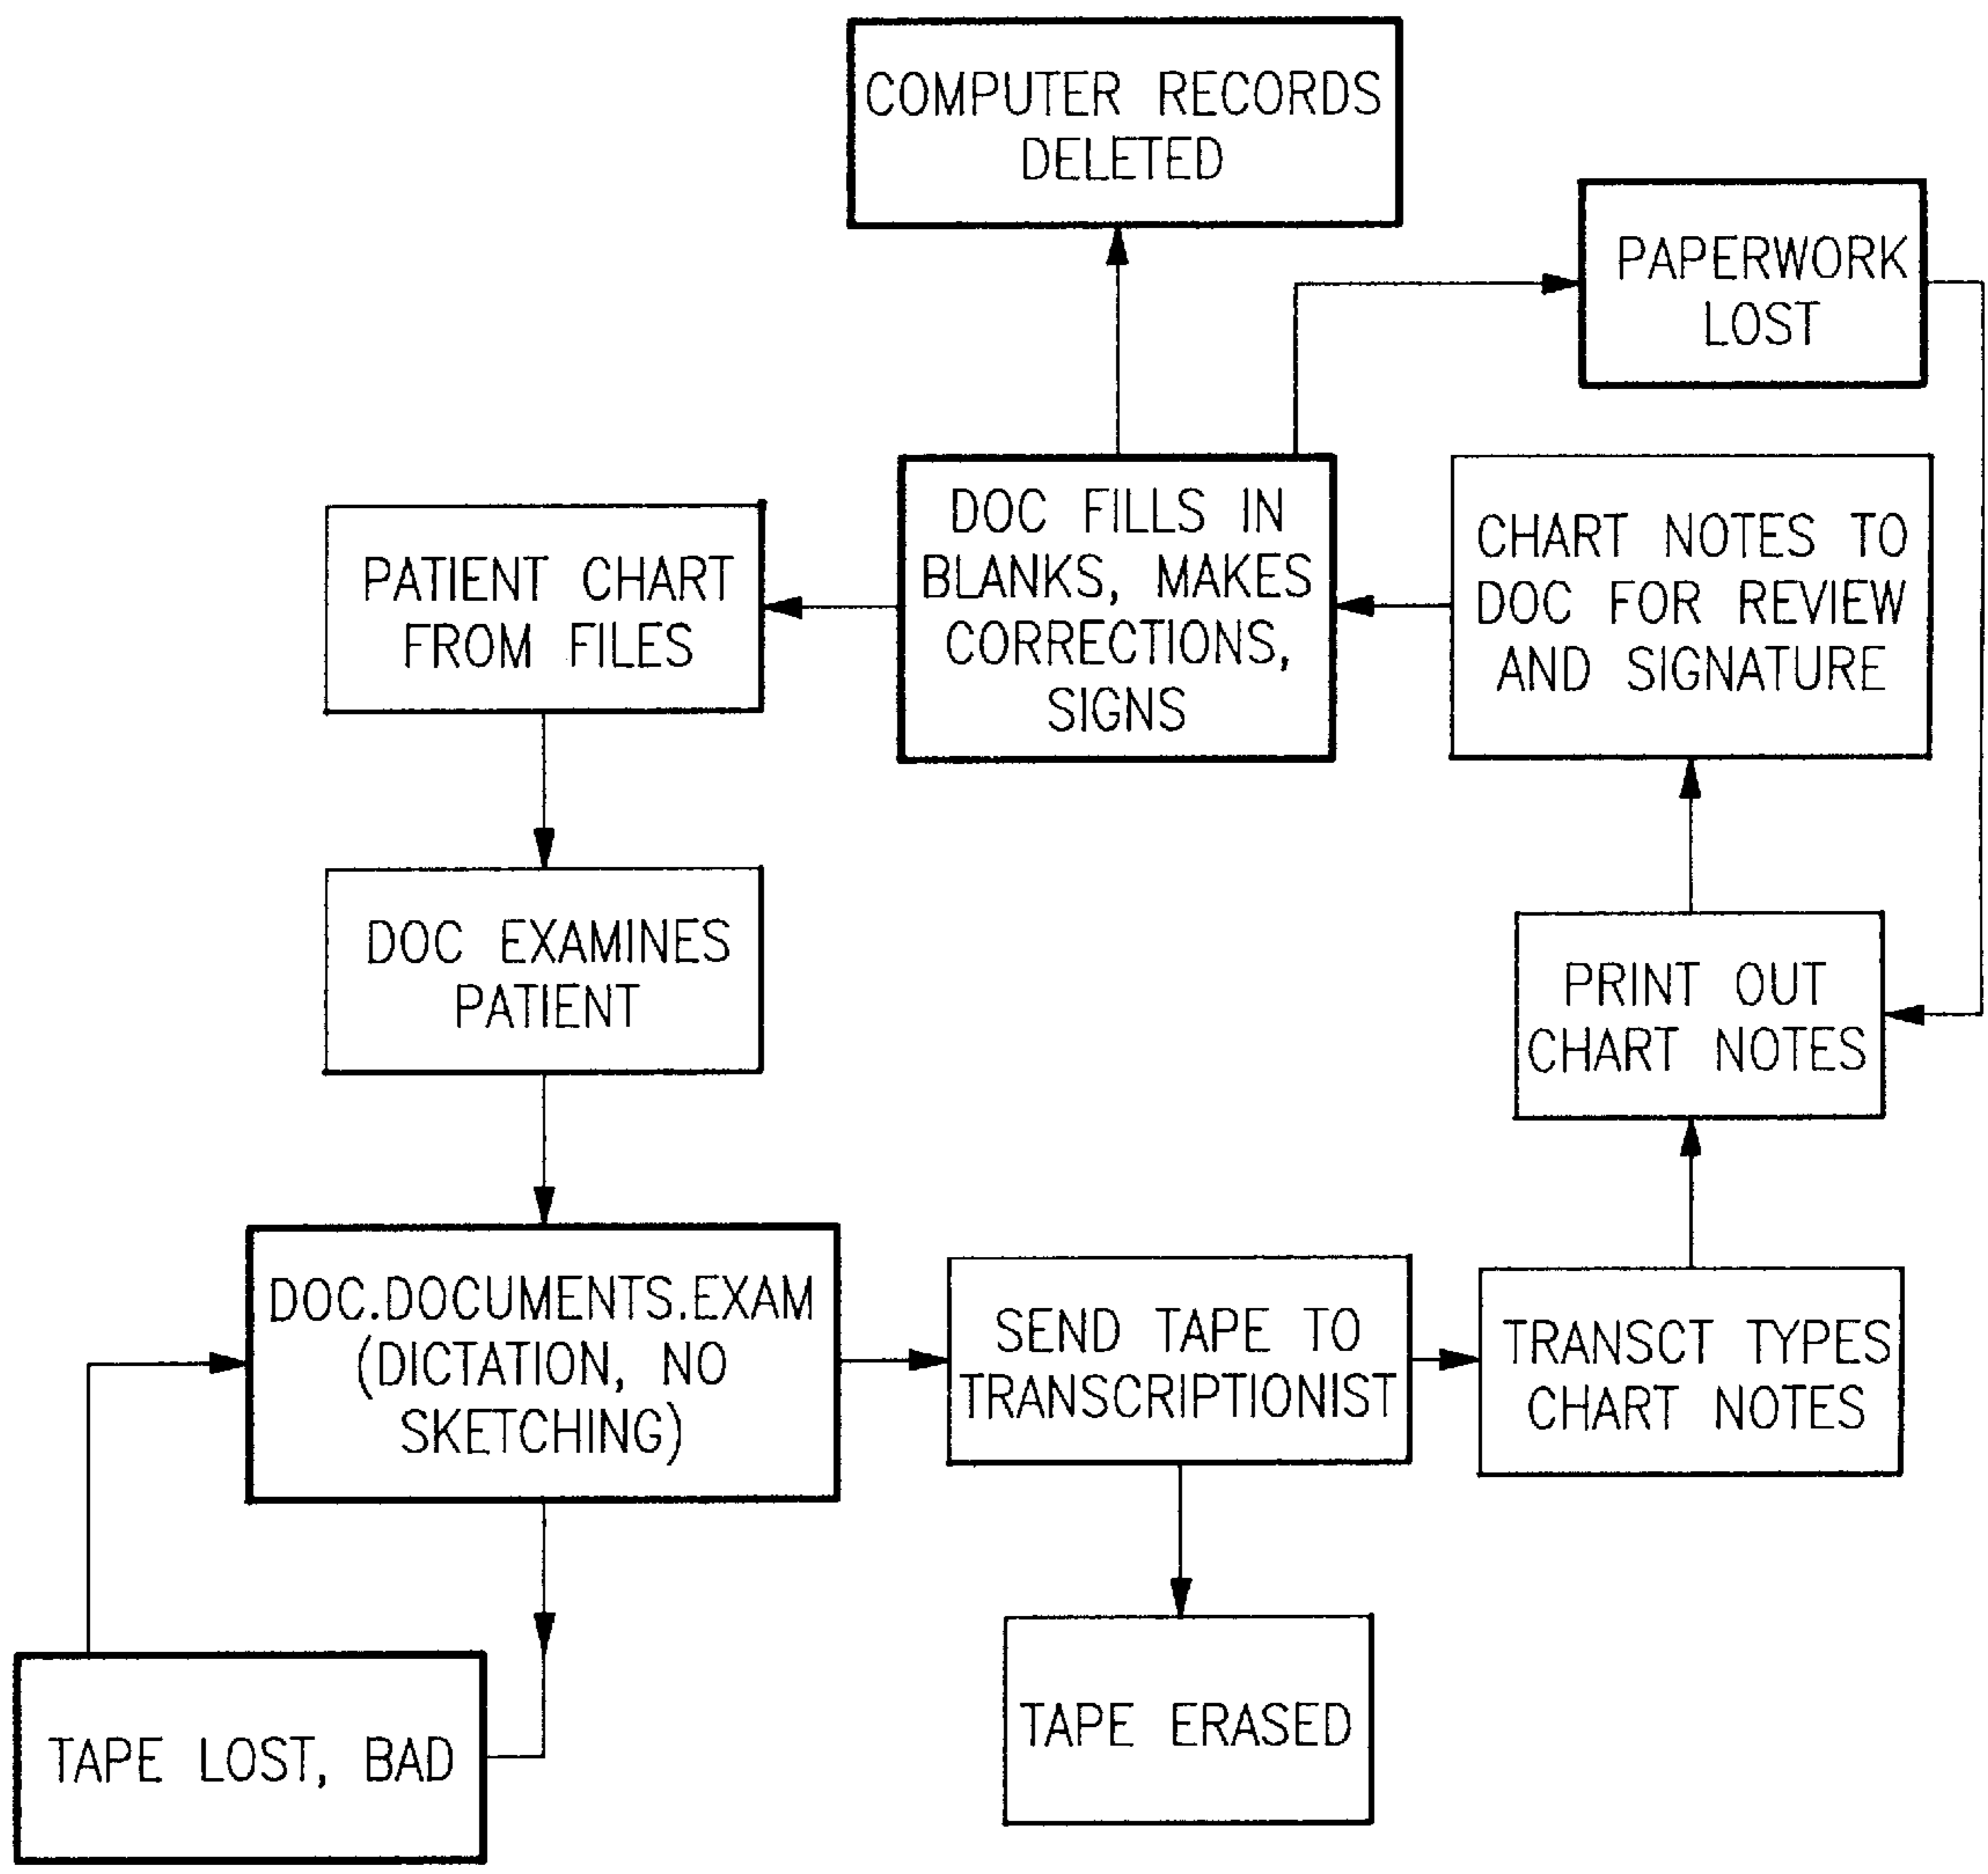 COMPUTER RECORDS
DELETED
PAPERWORK
LOST
PATIENT CHART
FROM FILES
DOC FILLS IN
BLANKS, MAKES
CORRECTIONS,
SIGNS
CHART NOTES TO
DOC FOR REVIEW
AND SIGNATURE
DOC EXAMINES
PATIENT
PRINT OUT
CHART NOTES
DOC.DOCUMENTS.EXAM
(DICTATION, NO
SKETCHING)
SEND TAPE TO
TRANSCRIPTIONIST
TRANSCT TYPES
CHART NOTES
TAPE LOST, BAD
TAPE ERASED